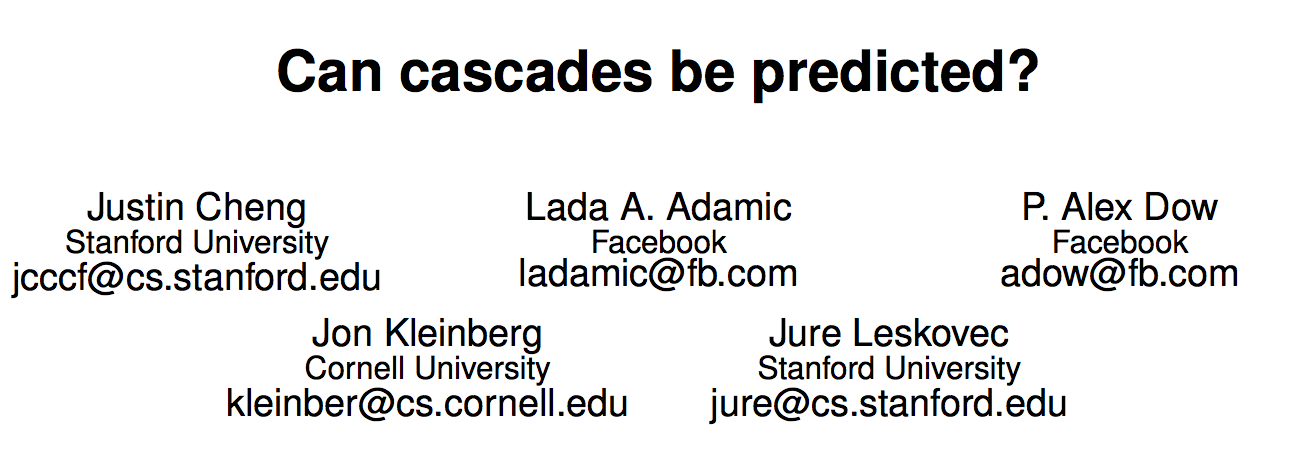 Can cascades be predicted?
Justin Cheng
Stanford University
jcccf@cs.stanford.edu
Lada A. Adamic
Facebook
ladamic@fb.com
P. Alex Dow
Facebook
adow@fb.com
Jon Kleinberg
Cornell University
kleinber@cs.cornell.edu
Jure Leskovec
Stanford University
jure@cs.stanford.edu